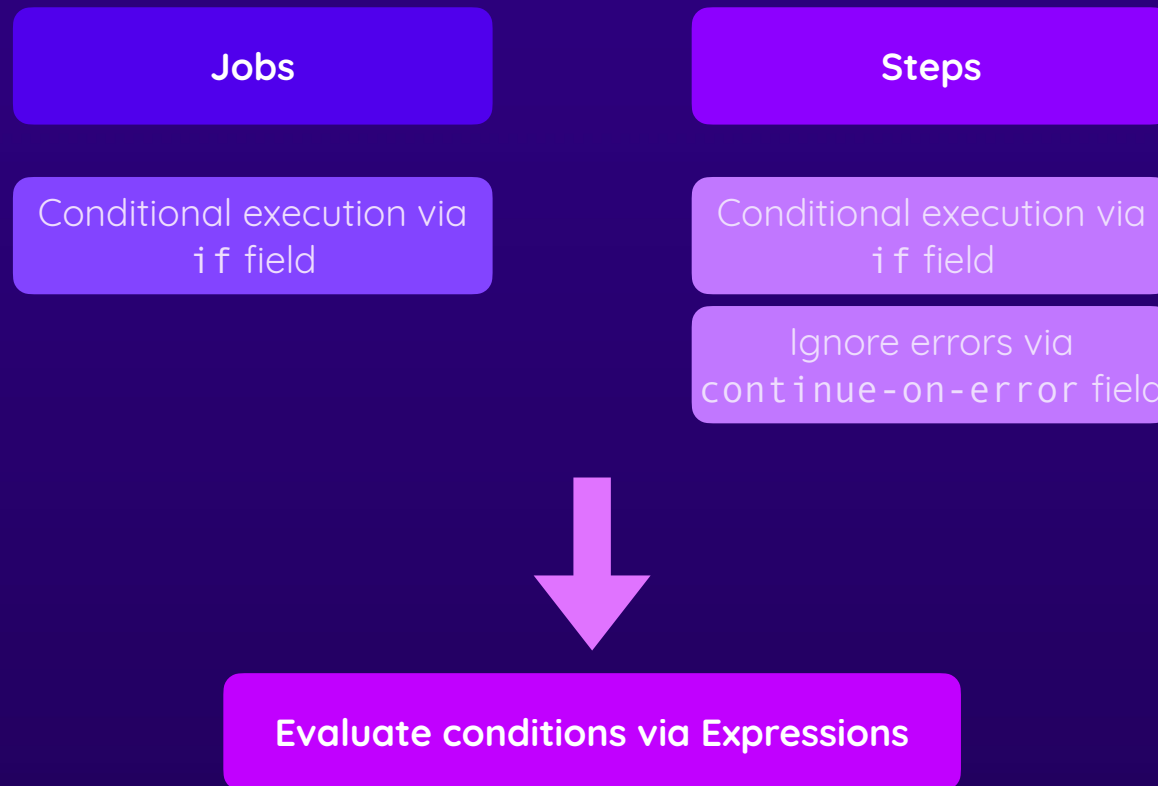 Jobs
Steps
Conditional execution via
if field
Conditional execution via
if field
Ignore errors via
continue-on-error field
Evaluate conditions via Expressions